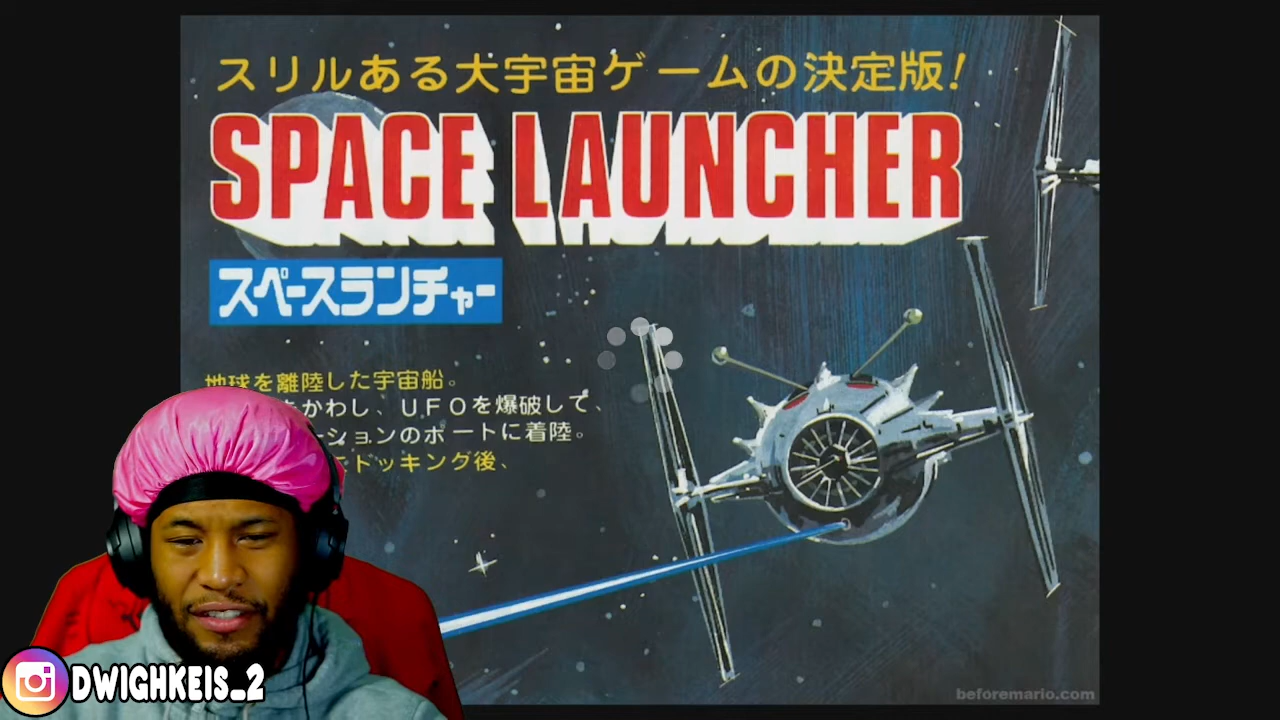 スリルある大宇宙ゲームの決定版!
SPACE LAUNCHER
スペースランチャー
地球を離陸した宇宙船。
をかわし、UFOを爆破して、
ションのポートに着陸。
ドッキング後、
DWIGHKEIS_2
beforemario.com